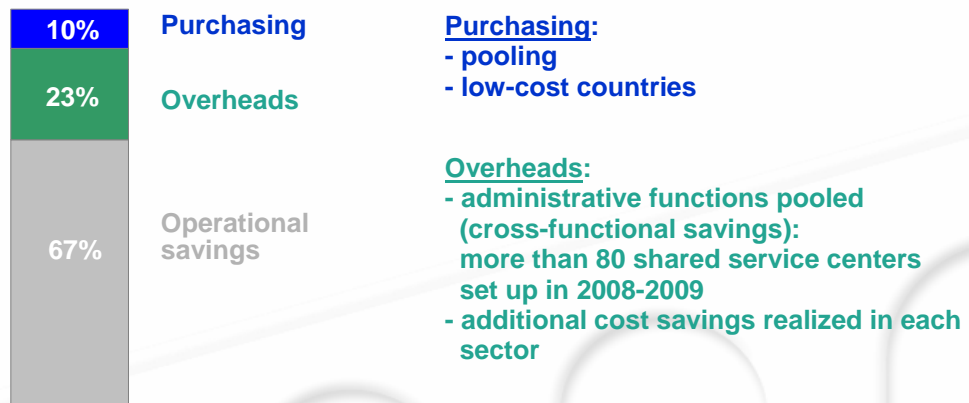 10%
Purchasing
23%
Overheads
67%
Operational
savings
Purchasing:
- pooling
- low-cost countries
Overheads:
- administrative functions pooled
(cross-functional savings):
more than 80 shared service centers
set up in 2008-2009
- additional cost savings realized in each
sector